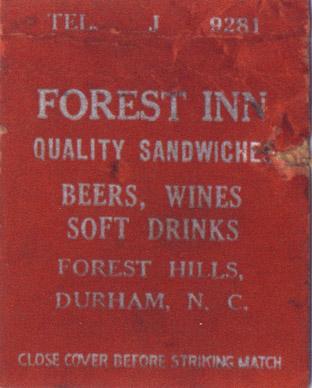 TEL. J 9281
FOREST INN
QUALITY SANDWICHES
BEERS, WINES
SOFT DRINKS
FOREST HILLS,
DURHAM, N. C.
CLOSE COVER BEFORE STRIKING MATCH